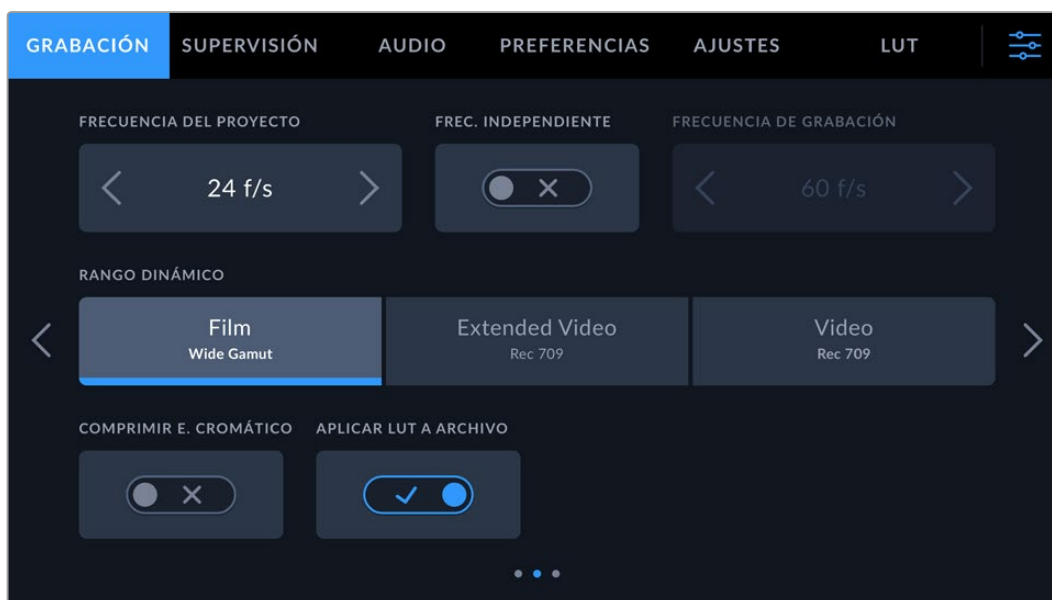 GRABACIÓN SUPERVISIÓN AUDIO PREFERENCIAS AJUSTES LUT
FRECUENCIA DEL PROYECTO FREC. INDEPENDIENTE FRECUENCIA DE GRABACIÓN
24 f/s 60 f/s
RANGO DINÁMICO
Film Extended Video Video
Wide Gamut Rec 709 Rec 709
COMPRIMIR E. CROMÁTICO APLICAR LUT A ARCHIVO